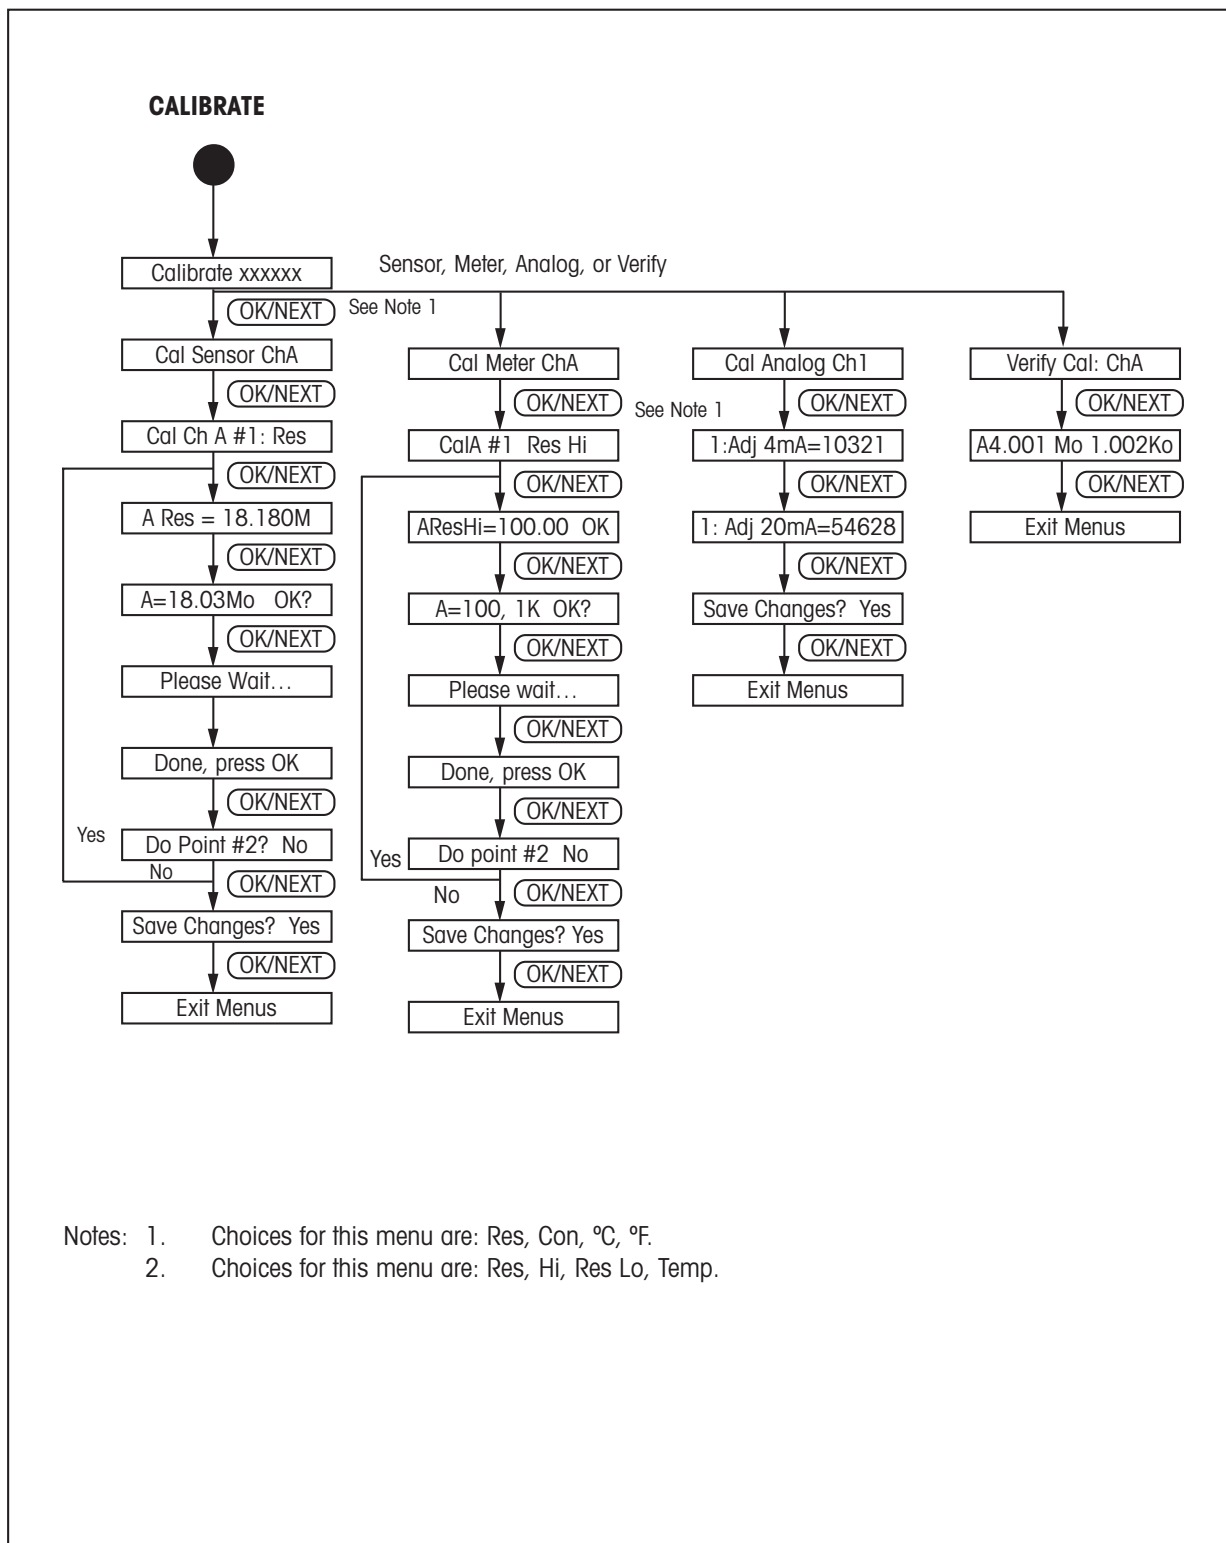 CALIBRATE
Calibrate xxxxxx
Sensor, Meter, Analog, or Verify
OK/NEXT
See Note 1
Cal Sensor ChA
OK/NEXT
Cal Ch A #1: Res
OK/NEXT
A Res = 18.180M
OK/NEXT
A=18.03Mo OK?
OK/NEXT
Please Wait...
Done, press OK
OK/NEXT
Yes
Do Point #2? No
No
OK/NEXT
Save Changes? Yes
OK/NEXT
Exit Menus
Cal Meter ChA
OK/NEXT
See Note 1
CalA #1 Res Hi
OK/NEXT
AResHi=100.00 OK
OK/NEXT
A=100, 1K OK?
OK/NEXT
Please wait...
OK/NEXT
Done, press OK
OK/NEXT
Yes
Do point #2 No
No
OK/NEXT
Save Changes? Yes
OK/NEXT
Exit Menus
Cal Analog Ch1
OK/NEXT
1:Adj 4mA=10321
OK/NEXT
1: Adj 20mA=54628
OK/NEXT
Save Changes? Yes
OK/NEXT
Exit Menus
Verify Cal: ChA
OK/NEXT
A4.001 Mo 1.002Ko
OK/NEXT
Exit Menus
Notes: 1. Choices for this menu are: Res, Con, ºC, ºF.
2. Choices for this menu are: Res, Hi, Res Lo, Temp.